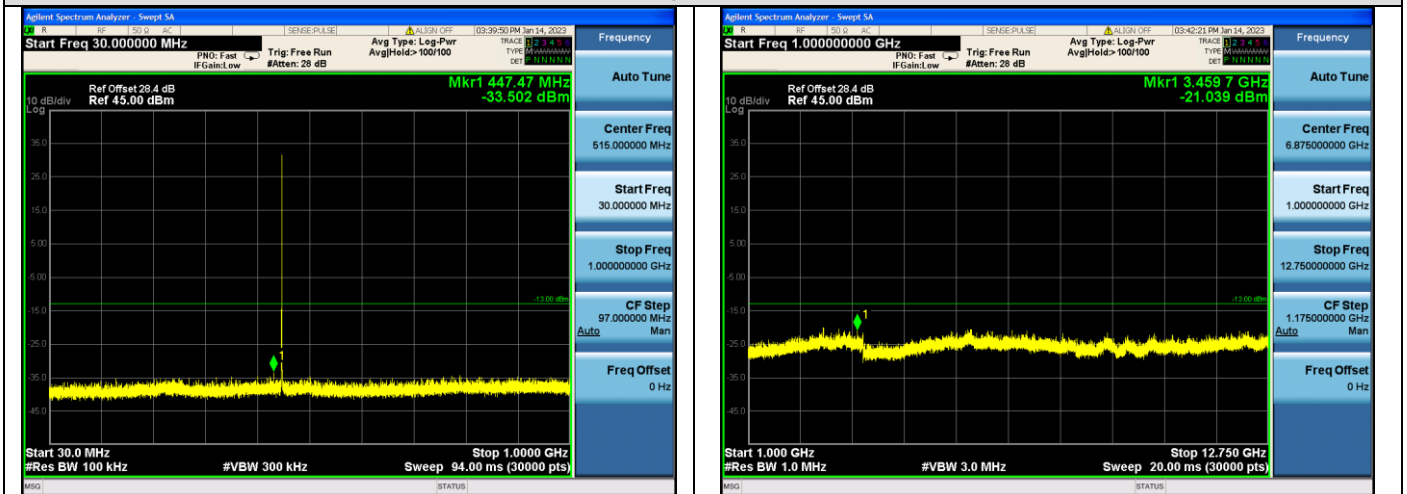 Agilent Spectrum Analyzer - Swept SA
R RF 50 Ω AC SENSE:PULSE ALIGN OFF 03:39:50 PM Jan 14, 2023
Start Freq 30.000000 MHz
PNO: Fast
IFGain:Low
Trig: Free Run
#Atten: 28 dB
Avg Type: Log-Pwr
Avg|Hold:>100/100
TRACE 1 2 3 4 5 6
TYPE
DET P N N N N N
Ref Offset 28.4 dB
10 dB/div Ref 45.00 dBm
Log
Mkr1 447.47 MHz
-33.502 dBm
35.0
25.0
15.0
5.00
-5.00
-13.00 dBm
-15.0
-25.0
1
-35.0
-45.0
Start 30.0 MHz Stop 1.0000 GHz
#Res BW 100 kHz #VBW 300 kHz Sweep 94.00 ms (30000 pts)
MSG STATUS
Frequency
Auto Tune
Center Freq
515.000000 MHz
Start Freq
30.000000 MHz
Stop Freq
1.000000000 GHz
CF Step
97.000000 MHz
Auto Man
Freq Offset
0 Hz
Agilent Spectrum Analyzer - Swept SA
R RF 50 Ω AC SENSE:PULSE ALIGN OFF 03:42:21 PM Jan 14, 2023
Start Freq 1.000000000 GHz
PNO: Fast
IFGain:Low
Trig: Free Run
#Atten: 28 dB
Avg Type: Log-Pwr
Avg|Hold:>100/100
TRACE 1 2 3 4 5 6
TYPE
DET P N N N N N
Ref Offset 28.4 dB
10 dB/div Ref 45.00 dBm
Log
Mkr1 3.459 7 GHz
-21.039 dBm
35.0
25.0
15.0
5.00
-5.00
-13.00 dBm
-15.0
1
-25.0
-35.0
-45.0
Start 1.000 GHz Stop 12.750 GHz
#Res BW 1.0 MHz #VBW 3.0 MHz Sweep 20.00 ms (30000 pts)
MSG STATUS
Frequency
Auto Tune
Center Freq
6.875000000 GHz
Start Freq
1.000000000 GHz
Stop Freq
12.750000000 GHz
CF Step
1.175000000 GHz
Auto Man
Freq Offset
0 Hz